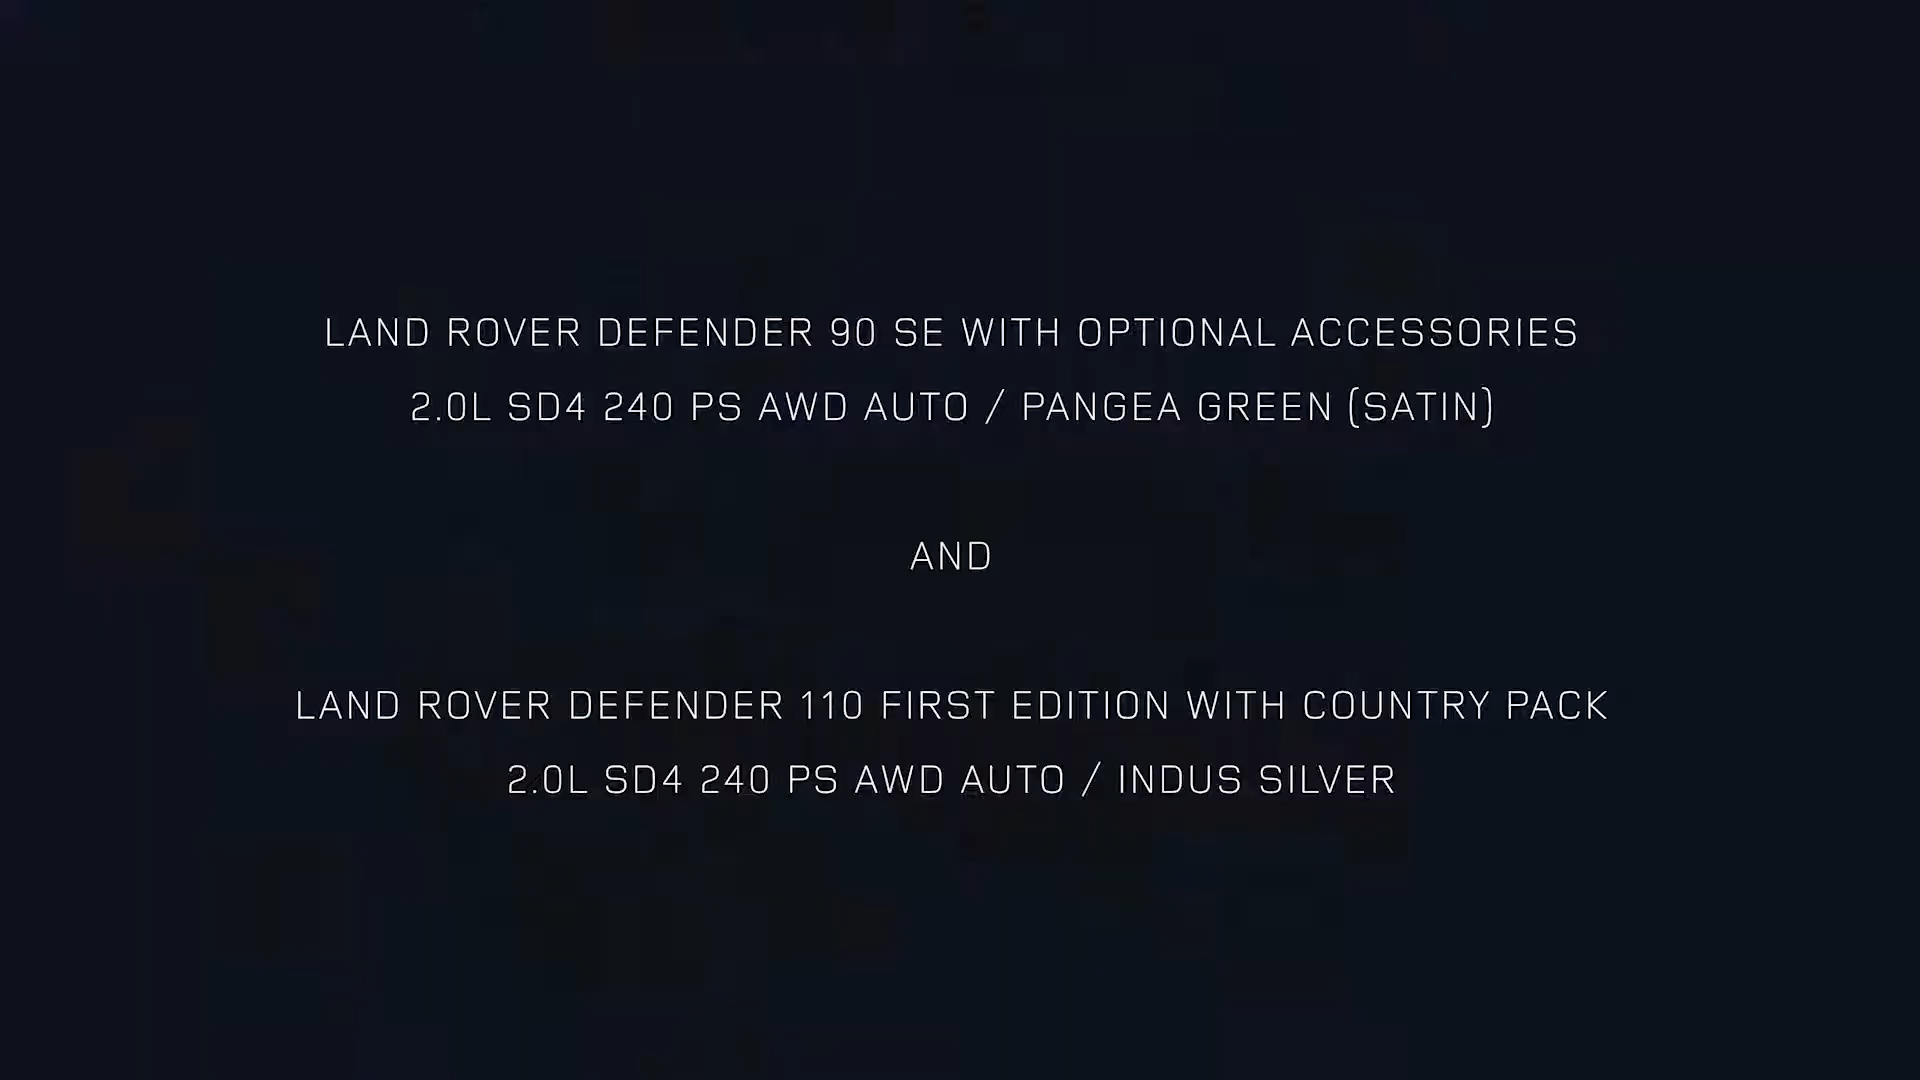 LAND ROVER DEFENDER 90 SE WITH OPTIONAL ACCESSORIES
2.0L SD4 240 PS AWD AUTO / PANGEA GREEN (SATIN)
AND
LAND ROVER DEFENDER 110 FIRST EDITION WITH COUNTRY PACK
2.0L SD4 240 PS AWD AUTO / INDUS SILVER